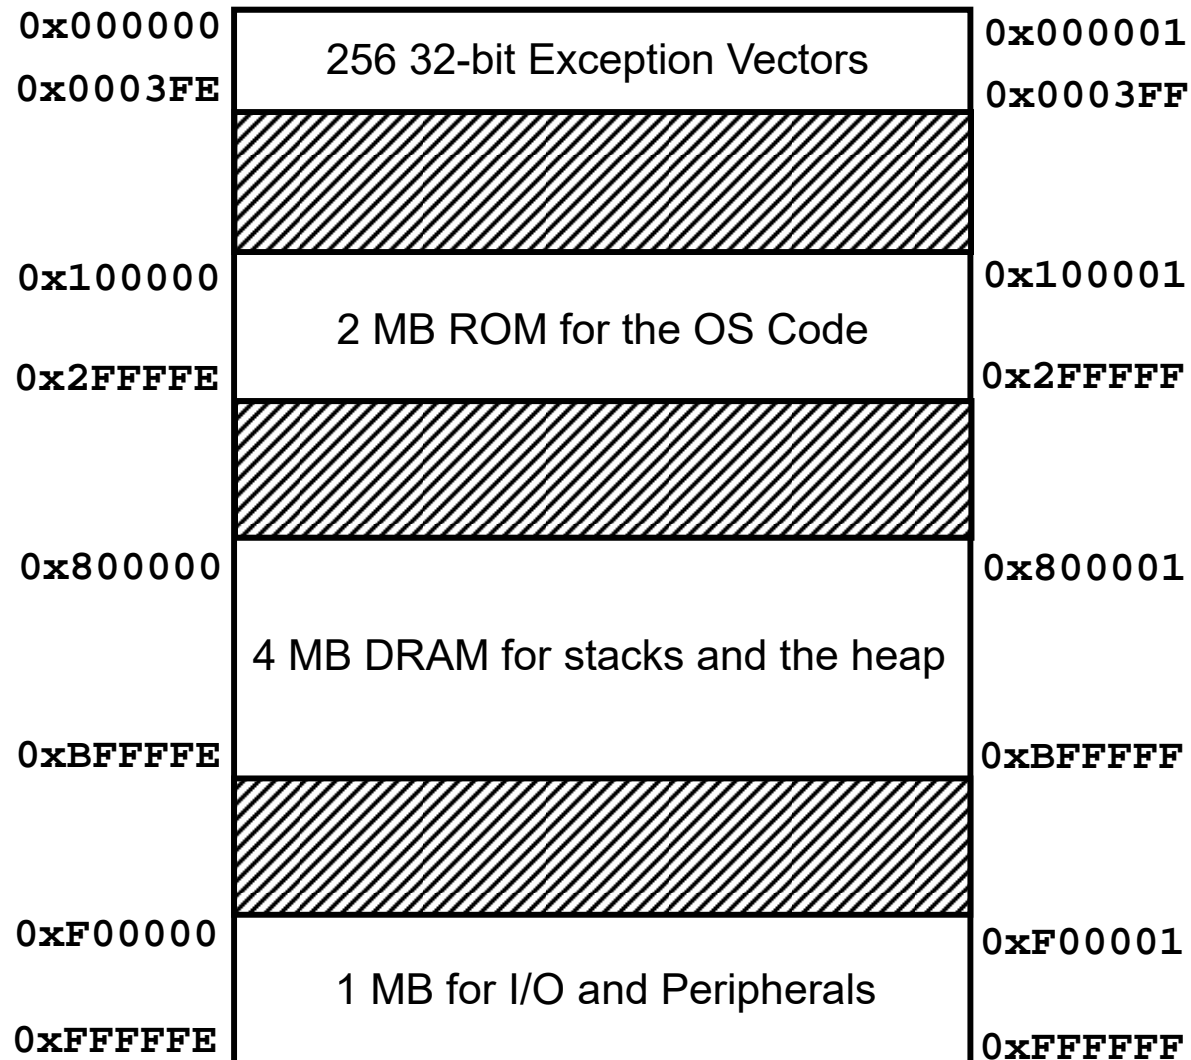 0x000000
256 32-bit Exception Vectors
0x000001
0x0003FE
0x0003FF
0x100000
0x100001
2 MB ROM for the OS Code
0x2FFFFE
0x2FFFFF
0x800000
0x800001
4 MB DRAM for stacks and the heap
0xBFFFFE
0xBFFFFF
0xF00000
0xF00001
1 MB for I/O and Peripherals
0xFFFFFE
0xFFFFFF